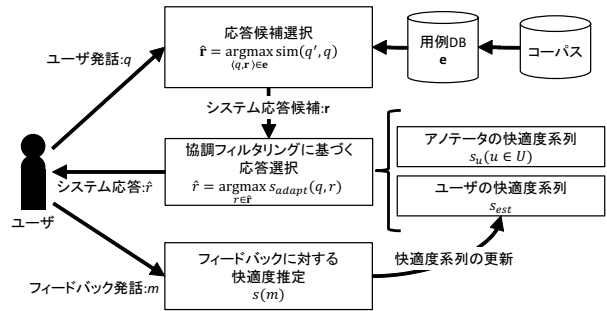 応答候補選択
r̂ = argmax sim(q′, q)
⟨q,r⟩∈e
用例DB
e
コーパス
ユーザ発話:q
システム応答候補:r
協調フィルタリングに基づく
応答選択
r̂ = argmax s_adapt(q, r)
r∈r̂
アノテータの快適度系列
s_u(u ∈ U)
ユーザの快適度系列
s_est
システム応答:r̂
ユーザ
フィードバックに対する
快適度推定
s(m)
快適度系列の更新
フィードバック発話:m